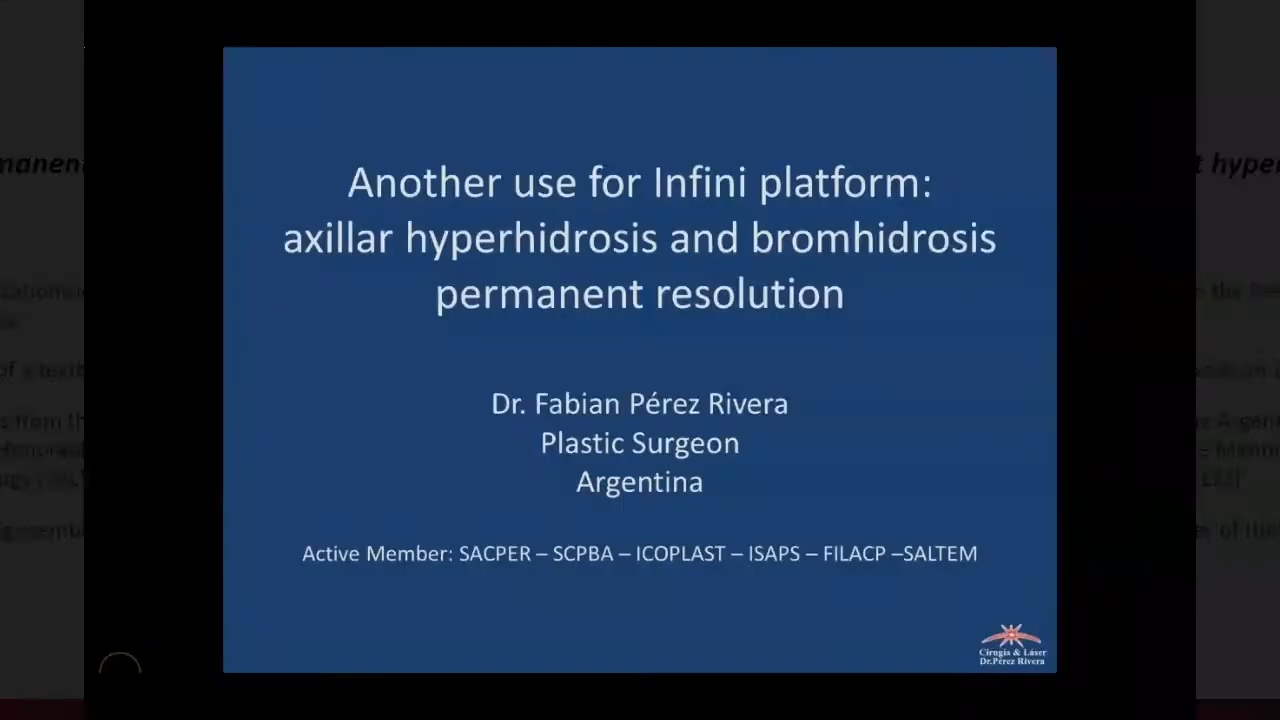 Another use for Infini platform:
axillar hyperhidrosis and bromhidrosis
permanent resolution
Dr. Fabian Pérez Rivera
Plastic Surgeon
Argentina
Active Member: SACPER – SCPBA – ICOPLAST – ISAPS – FILACP –SALTEM
Cirugía & Láser
Dr.Pérez Rivera